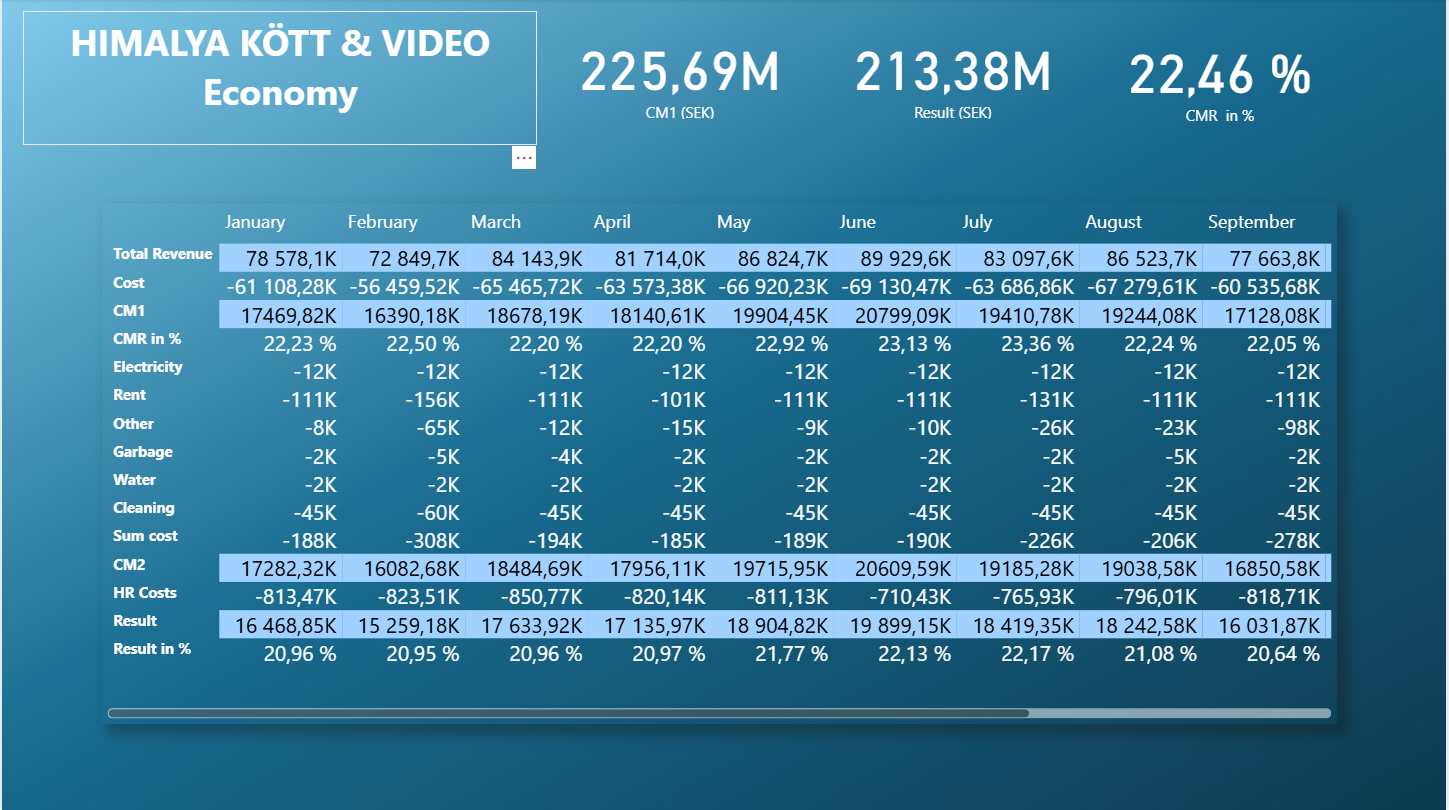 HIMALYA KÖTT & VIDEO
Economy
225,69M
CM1 (SEK)
213,38M
Result (SEK)
22,46 %
CMR in %
January February March April May June July August September
Total Revenue 78 578,1K 72 849,7K 84 143,9K 81 714,0K 86 824,7K 89 929,6K 83 097,6K 86 523,7K 77 663,8K
Cost -61 108,28K -56 459,52K -65 465,72K -63 573,38K -66 920,23K -69 130,47K -63 686,86K -67 279,61K -60 535,68K
CM1 17469,82K 16390,18K 18678,19K 18140,61K 19904,45K 20799,09K 19410,78K 19244,08K 17128,08K
CMR in % 22,23 % 22,50 % 22,20 % 22,20 % 22,92 % 23,13 % 23,36 % 22,24 % 22,05 %
Electricity -12K -12K -12K -12K -12K -12K -12K -12K -12K
Rent -111K -156K -111K -101K -111K -111K -131K -111K -111K
Other -8K -65K -12K -15K -9K -10K -26K -23K -98K
Garbage -2K -5K -4K -2K -2K -2K -2K -5K -2K
Water -2K -2K -2K -2K -2K -2K -2K -2K -2K
Cleaning -45K -60K -45K -45K -45K -45K -45K -45K -45K
Sum cost -188K -308K -194K -185K -189K -190K -226K -206K -278K
CM2 17282,32K 16082,68K 18484,69K 17956,11K 19715,95K 20609,59K 19185,28K 19038,58K 16850,58K
HR Costs -813,47K -823,51K -850,77K -820,14K -811,13K -710,43K -765,93K -796,01K -818,71K
Result 16 468,85K 15 259,18K 17 633,92K 17 135,97K 18 904,82K 19 899,15K 18 419,35K 18 242,58K 16 031,87K
Result in % 20,96 % 20,95 % 20,96 % 20,97 % 21,77 % 22,13 % 22,17 % 21,08 % 20,64 %